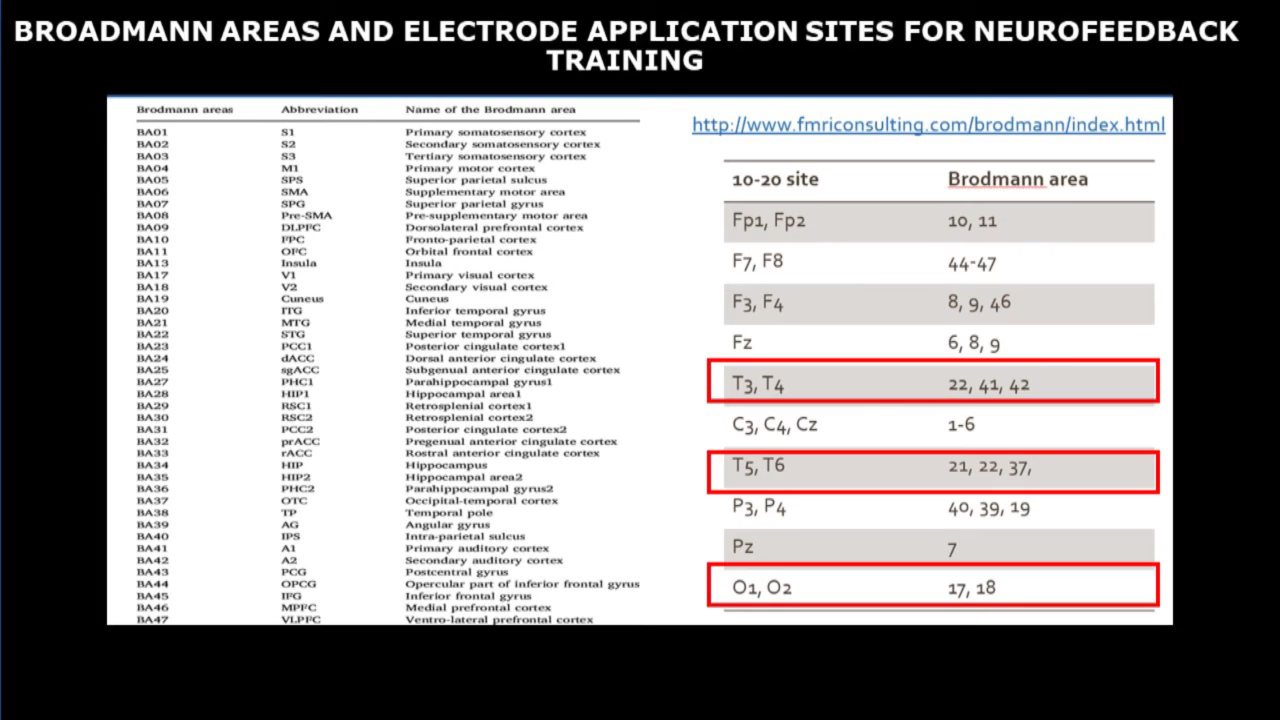 BROADMANN AREAS AND ELECTRODE APPLICATION SITES FOR NEUROFEEDBACK
TRAINING
Brodmann areas Abbreviation Name of the Brodmann area
BA01 S1 Primary somatosensory cortex
BA02 S2 Secondary somatosensory cortex
BA03 S3 Tertiary somatosensory cortex
BA04 M1 Primary motor cortex
BA05 SPS Superior parietal sulcus
BA06 SMA Supplementary motor area
BA07 SPG Superior parietal gyrus
BA08 Pre-SMA Pre-supplementary motor area
BA09 DLPFC Dorsolateral prefrontal cortex
BA10 FPC Fronto-parietal cortex
BA11 OFC Orbital frontal cortex
BA13 Insula Insula
BA17 V1 Primary visual cortex
BA18 V2 Secondary visual cortex
BA19 Cuneus Cuneus
BA20 ITG Inferior temporal gyrus
BA21 MTG Medial temporal gyrus
BA22 STG Superior temporal gyrus
BA23 PCC1 Posterior cingulate cortex1
BA24 dACC Dorsal anterior cingulate cortex
BA25 sgACC Subgenual anterior cingulate cortex
BA27 PHC1 Parahippocampal gyrus1
BA28 HIP1 Hippocampal area1
BA29 RSC1 Retrosplenial cortex1
BA30 RSC2 Retrosplenial cortex2
BA31 PCC2 Posterior cingulate cortex2
BA32 prACC Pregenual anterior cingulate cortex
BA33 rACC Rostral anterior cingulate cortex
BA34 HIP Hippocampus
BA35 HIP2 Hippocampal area2
BA36 PHC2 Parahippocampal gyrus2
BA37 OTC Occipital-temporal cortex
BA38 TP Temporal pole
BA39 AG Angular gyrus
BA40 IPS Intra-parietal sulcus
BA41 A1 Primary auditory cortex
BA42 A2 Secondary auditory cortex
BA43 PCG Postcentral gyrus
BA44 OPCG Opercular part of inferior frontal gyrus
BA45 IFG Inferior frontal gyrus
BA46 MPFC Medial prefrontal cortex
BA47 VLPFC Ventro-lateral prefrontal cortex
http://www.fmriconsulting.com/brodmann/index.html
10-20 site Brodmann area
Fp1, Fp2 10, 11
F7, F8 44-47
F3, F4 8, 9, 46
Fz 6, 8, 9
T3, T4 22, 41, 42
C3, C4, Cz 1-6
T5, T6 21, 22, 37,
P3, P4 40, 39, 19
Pz 7
O1, O2 17, 18